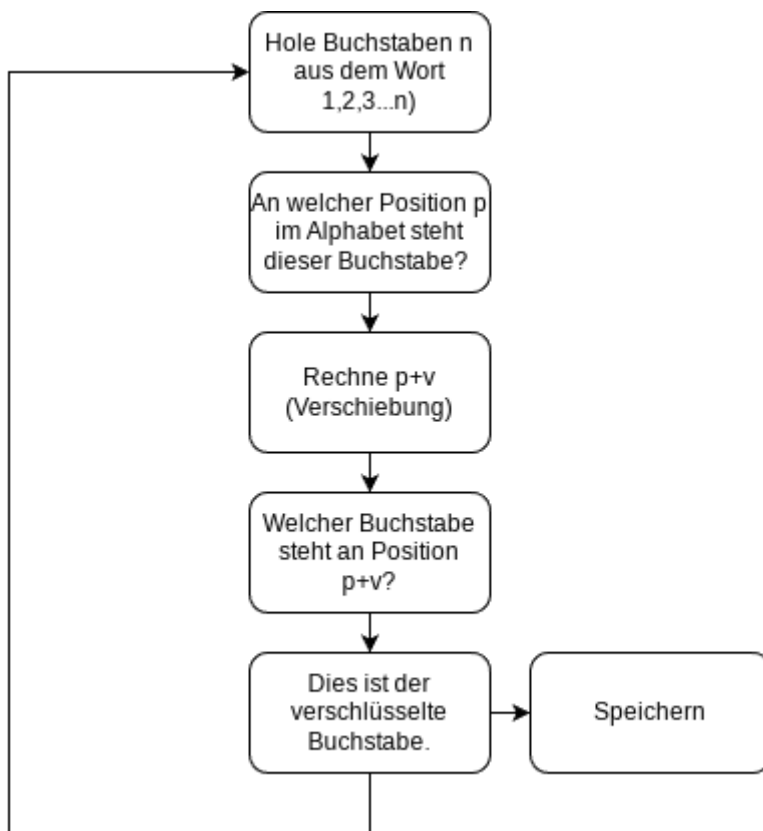 Hole Buchstaben n
aus dem Wort
1,2,3...n)
An welcher Position p
im Alphabet steht
dieser Buchstabe?
Rechne p+v
(Verschiebung)
Welcher Buchstabe
steht an Position
p+v?
Dies ist der
verschlüsselte
Buchstabe.
Speichern